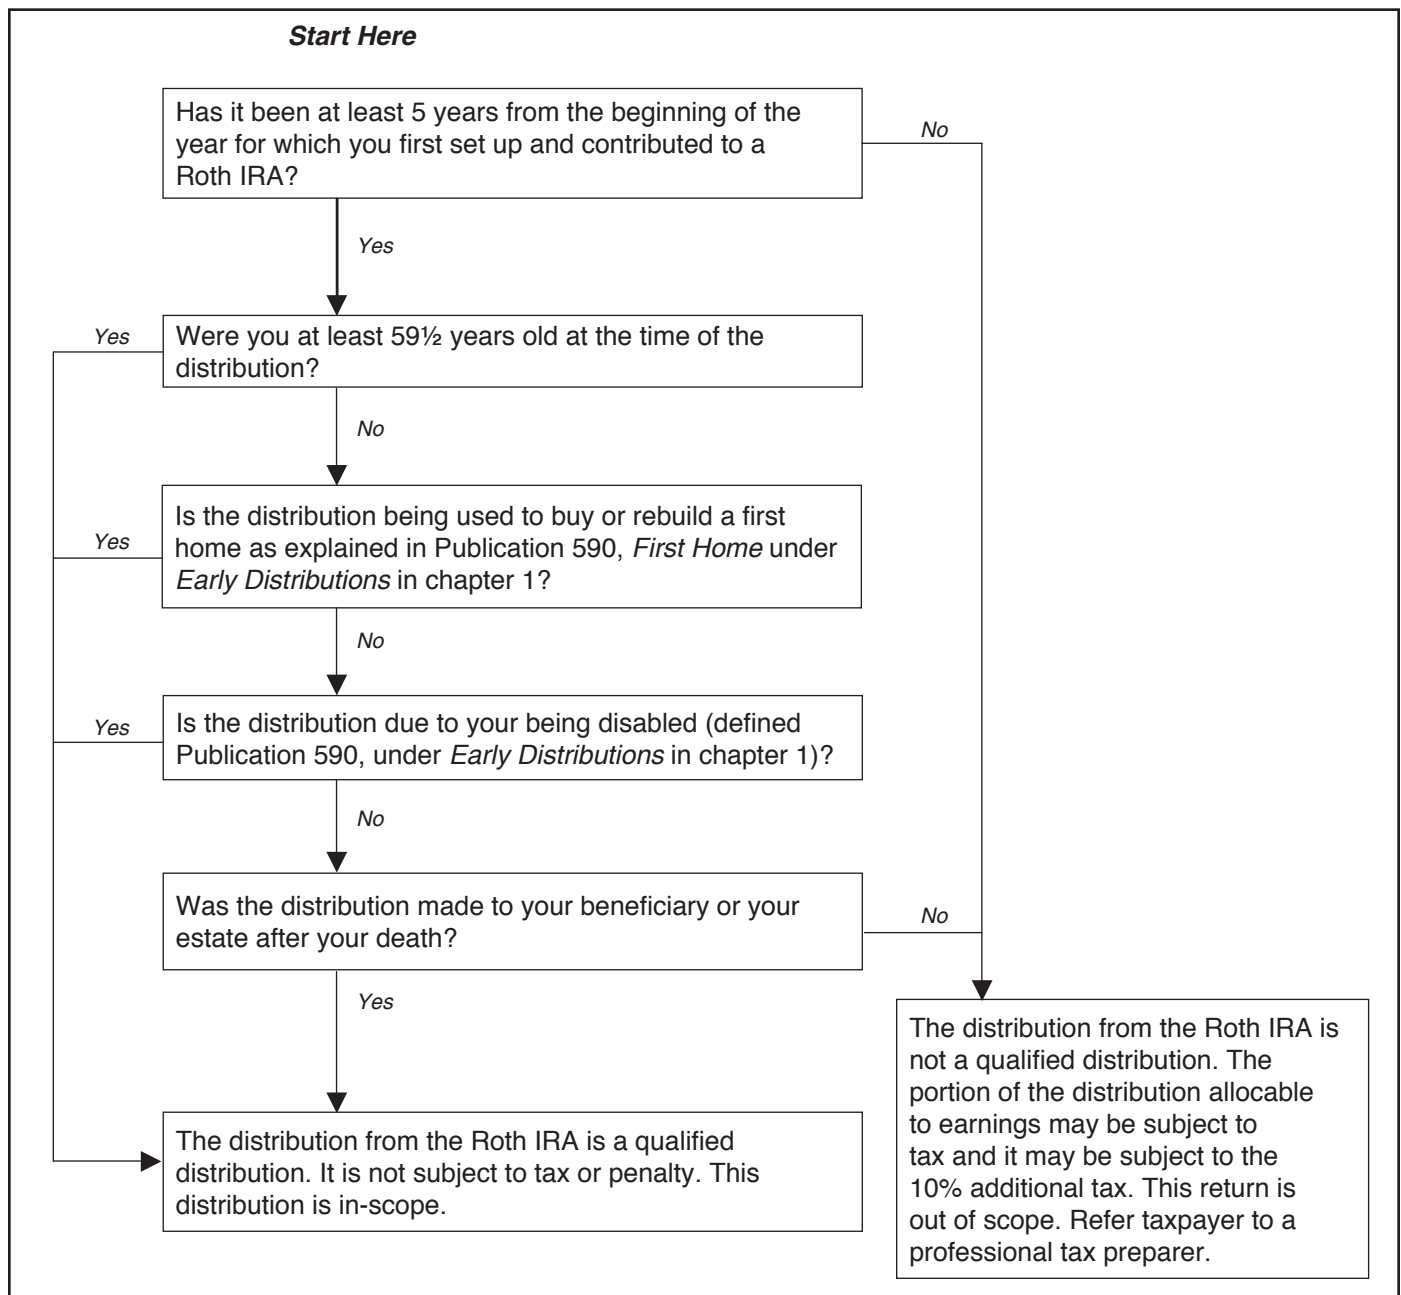 Start Here
Has it been at least 5 years from the beginning of the
year for which you first set up and contributed to a
Roth IRA?
No
Yes
Yes
Were you at least 59½ years old at the time of the
distribution?
No
Yes
Is the distribution being used to buy or rebuild a first
home as explained in Publication 590, First Home under
Early Distributions in chapter 1?
No
Yes
Is the distribution due to your being disabled (defined
Publication 590, under Early Distributions in chapter 1)?
No
Was the distribution made to your beneficiary or your
estate after your death?
No
Yes
The distribution from the Roth IRA is a qualified
distribution. It is not subject to tax or penalty. This
distribution is in-scope.
The distribution from the Roth IRA is
not a qualified distribution. The
portion of the distribution allocable
to earnings may be subject to
tax and it may be subject to the
10% additional tax. This return is
out of scope. Refer taxpayer to a
professional tax preparer.